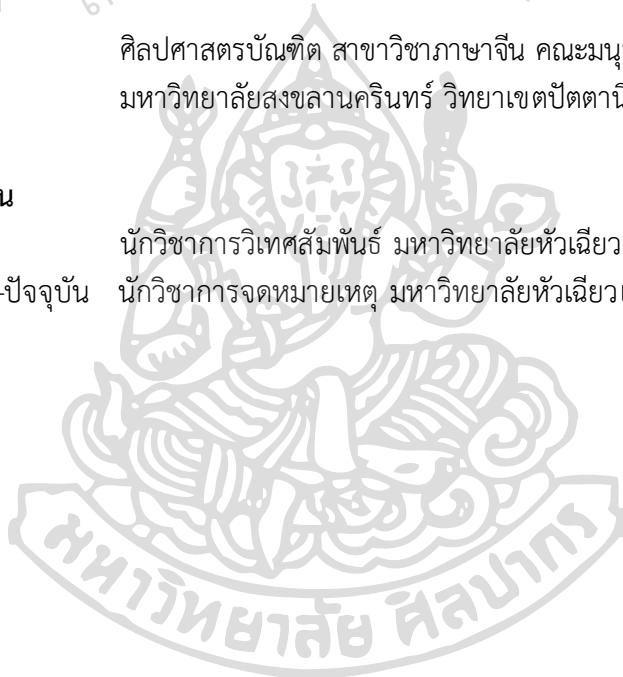 ศิลปศาสตรบัณฑิต สาขาวิชาภาษาจีน คณะมนุ
มหาวิทยาลัยสงขลานครินทร์ วิทยาเขตปัตตานี
น
นักวิชาการวิเทศสัมพันธ์ มหาวิทยาลัยหัวเฉียว
-ปัจจุบัน นักวิชาการจดหมายเหตุ มหาวิทยาลัยหัวเฉียวเ
มหาวิทยาลัย ศิลปากร